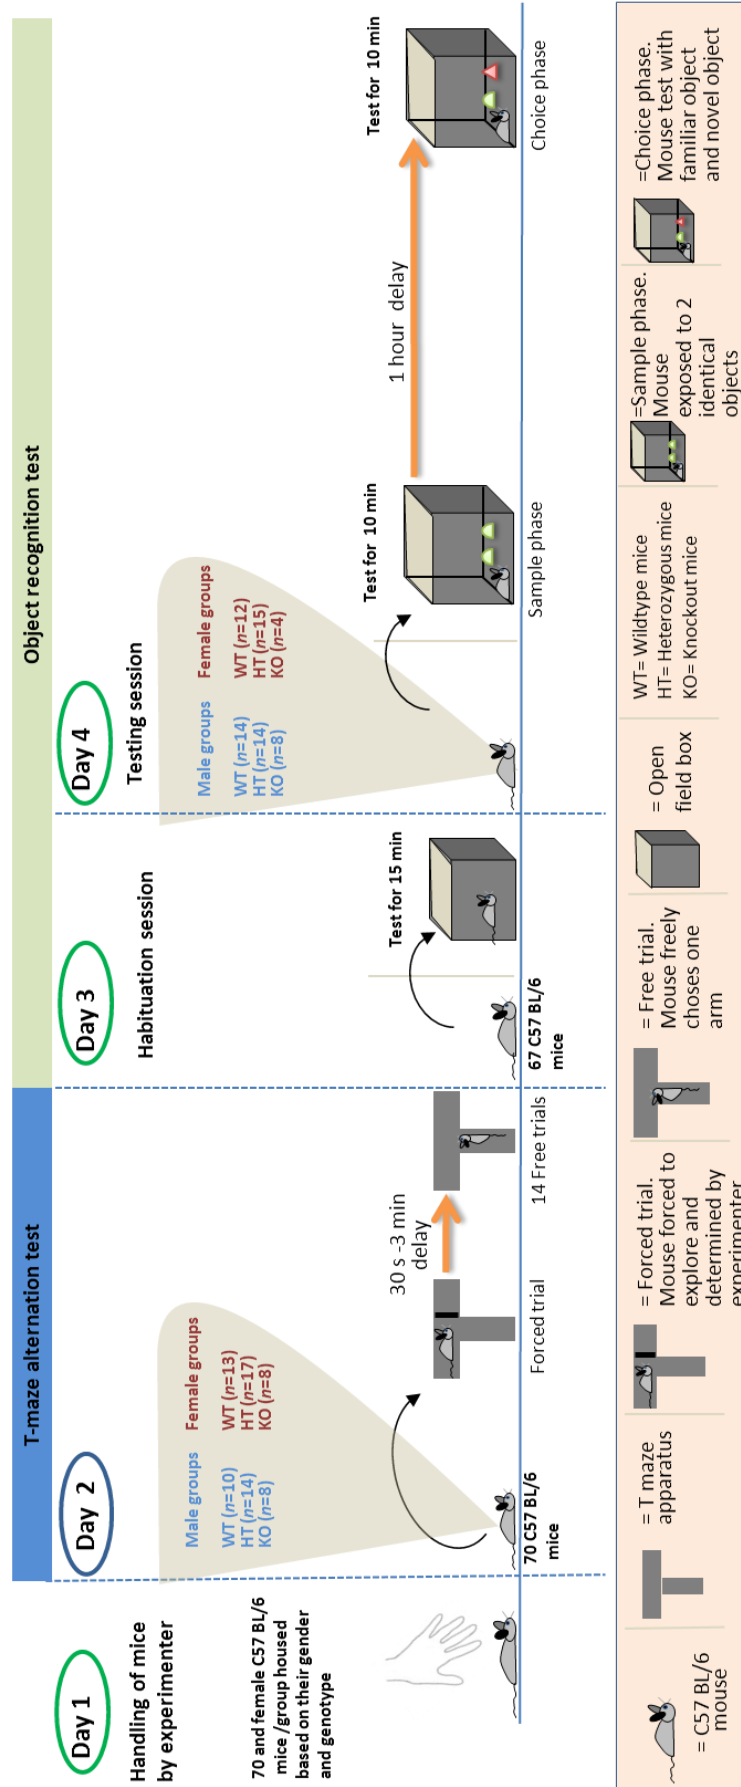 T-maze alternation test
Object recognition test
Day 1
Handling of mice
by experimenter
70 and female C57 BL/6
mice /group housed
based on their gender
and genotype
Day 2
Male groups
WT (n=10)
HT (n=14)
KO (n=8)
Female groups
WT (n=13)
HT (n=17)
KO (n=8)
70 C57 BL/6
mice
Forced trial
30 s -3 min
delay
14 Free trials
Day 3
Habituation session
67 C57 BL/6
mice
Test for 15 min
Day 4
Testing session
Male groups
WT (n=14)
HT (n=14)
KO (n=8)
Female groups
WT (n=12)
HT (n=15)
KO (n=4)
Test for 10 min
Sample phase
1 hour delay
Test for 10 min
Choice phase
= C57 BL/6
mouse
= T maze
apparatus
= Forced trial.
Mouse forced to
explore and
determined by
experimenter
= Free trial.
Mouse freely
choses one
arm
= Open
field box
WT= Wildtype mice
HT= Heterozygous mice
KO= Knockout mice
=Sample phase.
Mouse
exposed to 2
identical
objects
=Choice phase.
Mouse test with
familiar object
and novel object